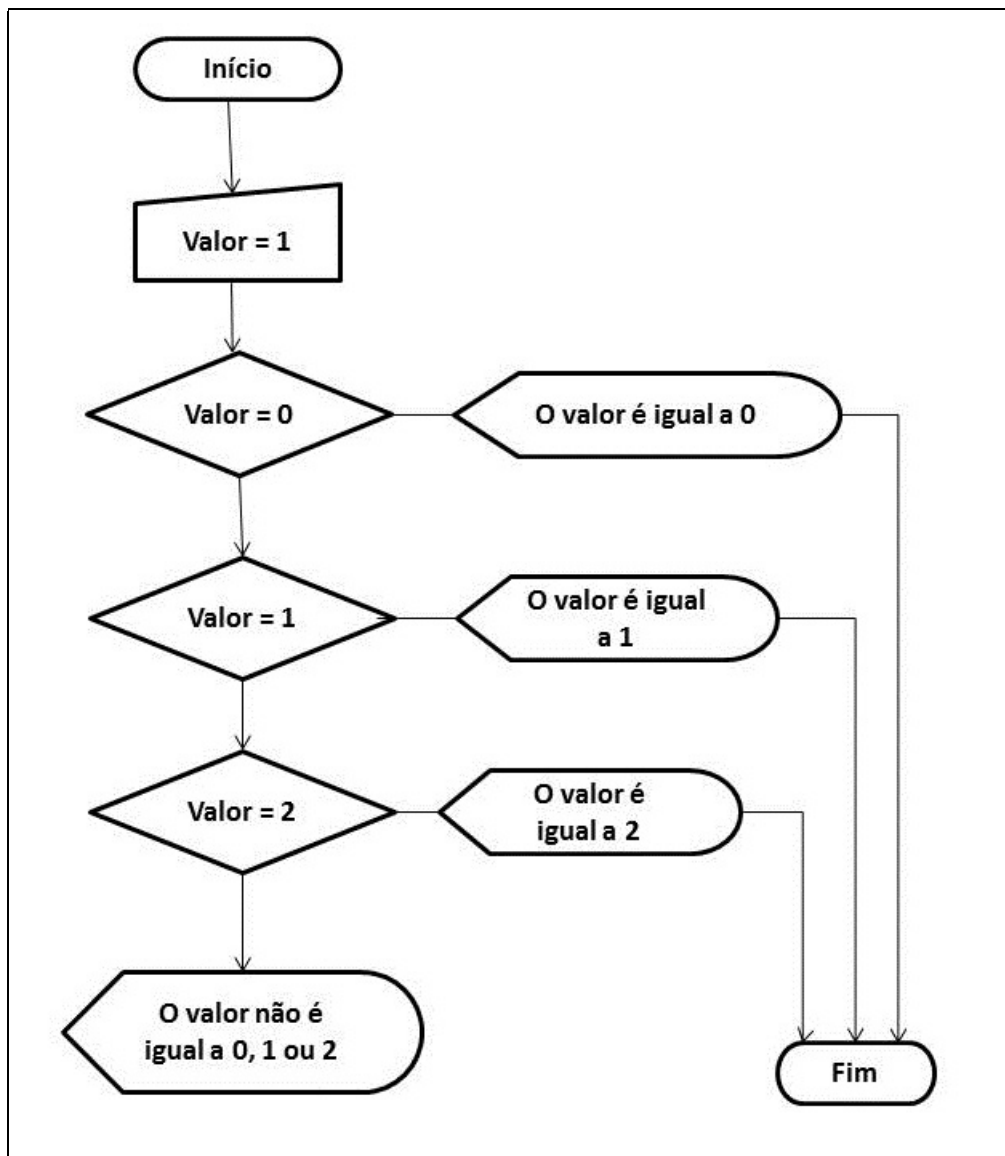 Início
Valor = 1
Valor = 0
O valor é igual a 0
Valor = 1
O valor é igual
a 1
Valor = 2
O valor é
igual a 2
O valor não é
igual a 0, 1 ou 2
Fim